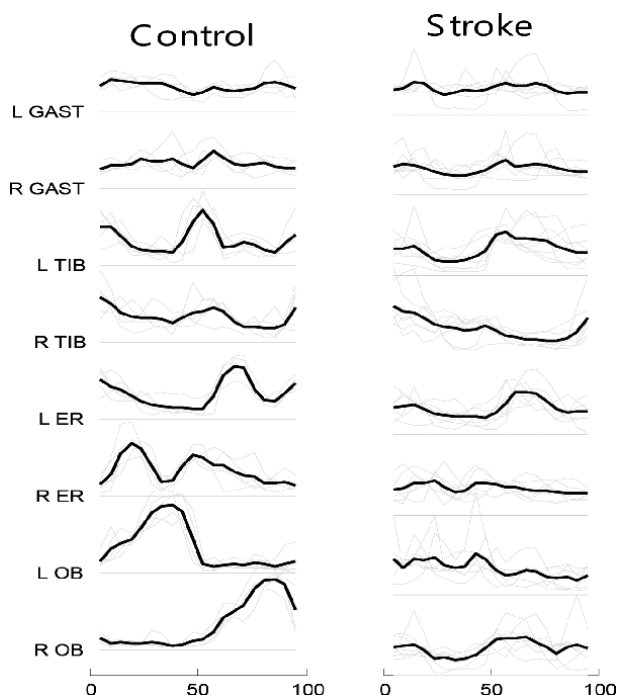 Control
Stroke
L GAST
R GAST
L TIB
R TIB
L ER
R ER
L OB
R OB
0 50 100
0 50 100